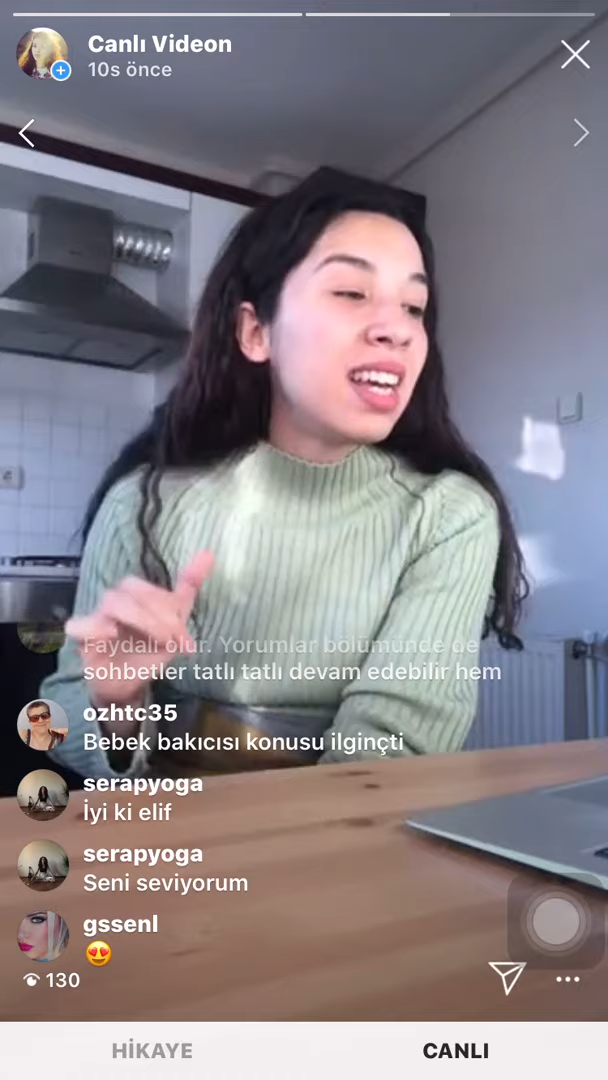 Canlı Videon
10s önce
Faydalı olur. Yorumlar bölümünde de
sohbetler tatlı tatlı devam edebilir hem
ozhtc35
Bebek bakıcısı konusu ilginçti
serapyoga
İyi ki elif
serapyoga
Seni seviyorum
gssenl
😍
130
HİKAYE
CANLI